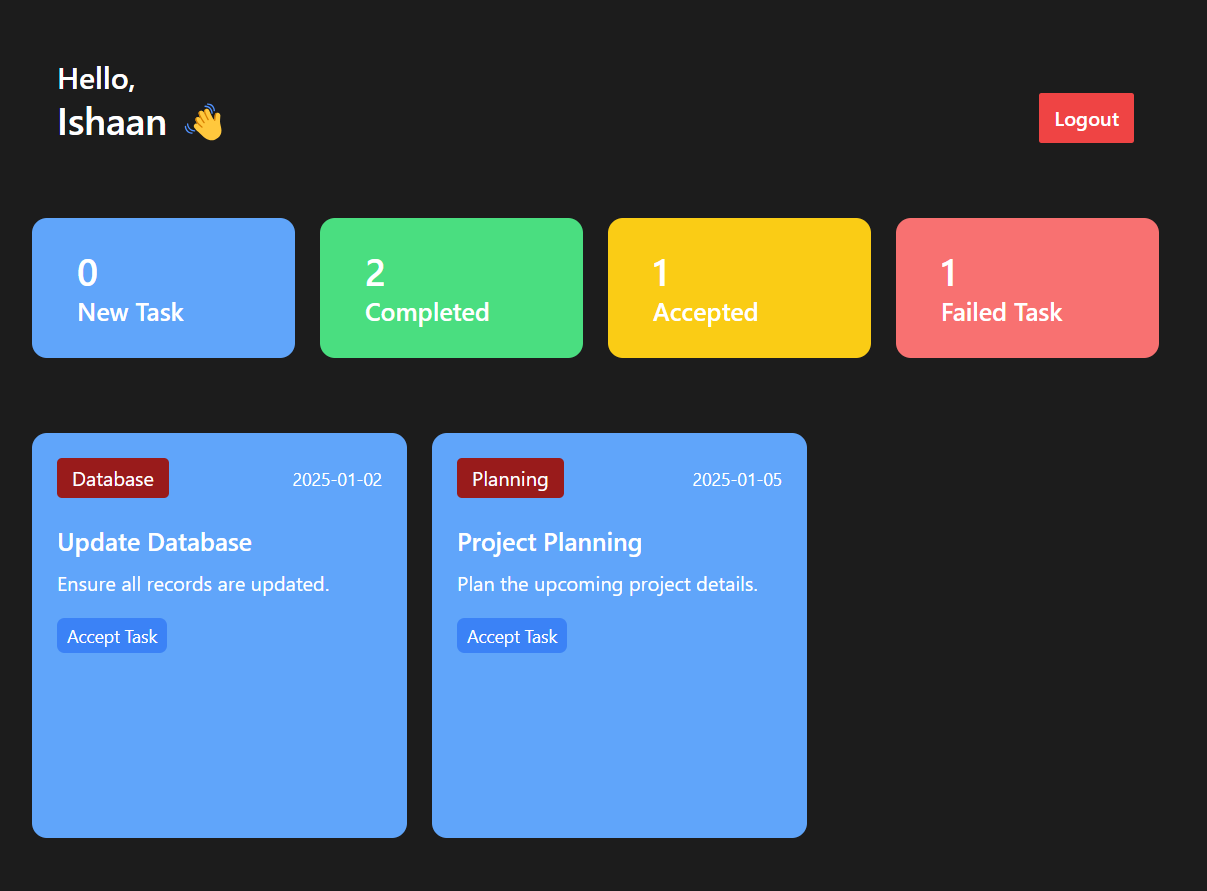 Hello,
Ishaan 👋
Logout
0
New Task
2
Completed
1
Accepted
1
Failed Task
Database
2025-01-02
Update Database
Ensure all records are updated.
Accept Task
Planning
2025-01-05
Project Planning
Plan the upcoming project details.
Accept Task